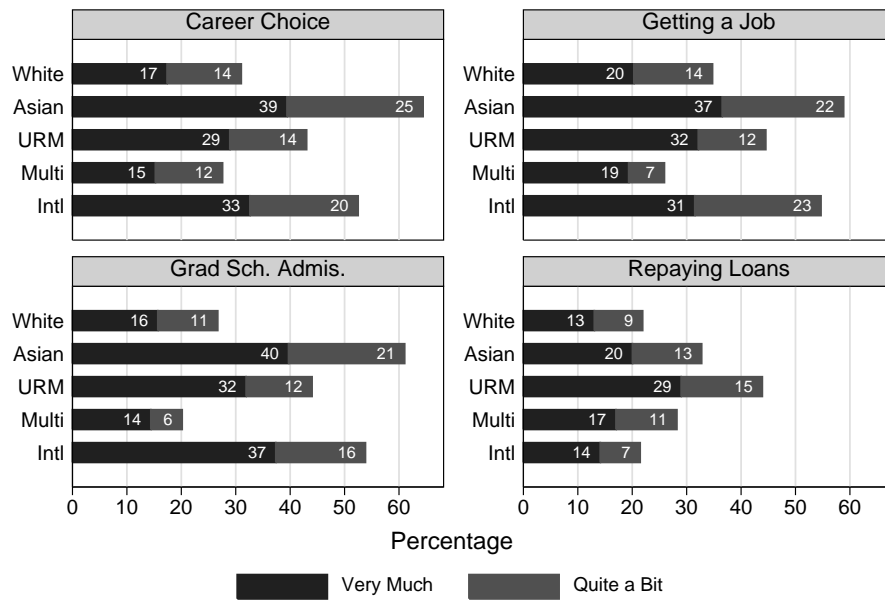 Career Choice
White 17 14
Asian 39 25
URM 29 14
Multi 15 12
Intl 33 20
Getting a Job
White 20 14
Asian 37 22
URM 32 12
Multi 19 7
Intl 31 23
Grad Sch. Admis.
White 16 11
Asian 40 21
URM 32 12
Multi 14 6
Intl 37 16
0 10 20 30 40 50 60
Repaying Loans
White 13 9
Asian 20 13
URM 29 15
Multi 17 11
Intl 14 7
0 10 20 30 40 50 60
Percentage
Very Much Quite a Bit